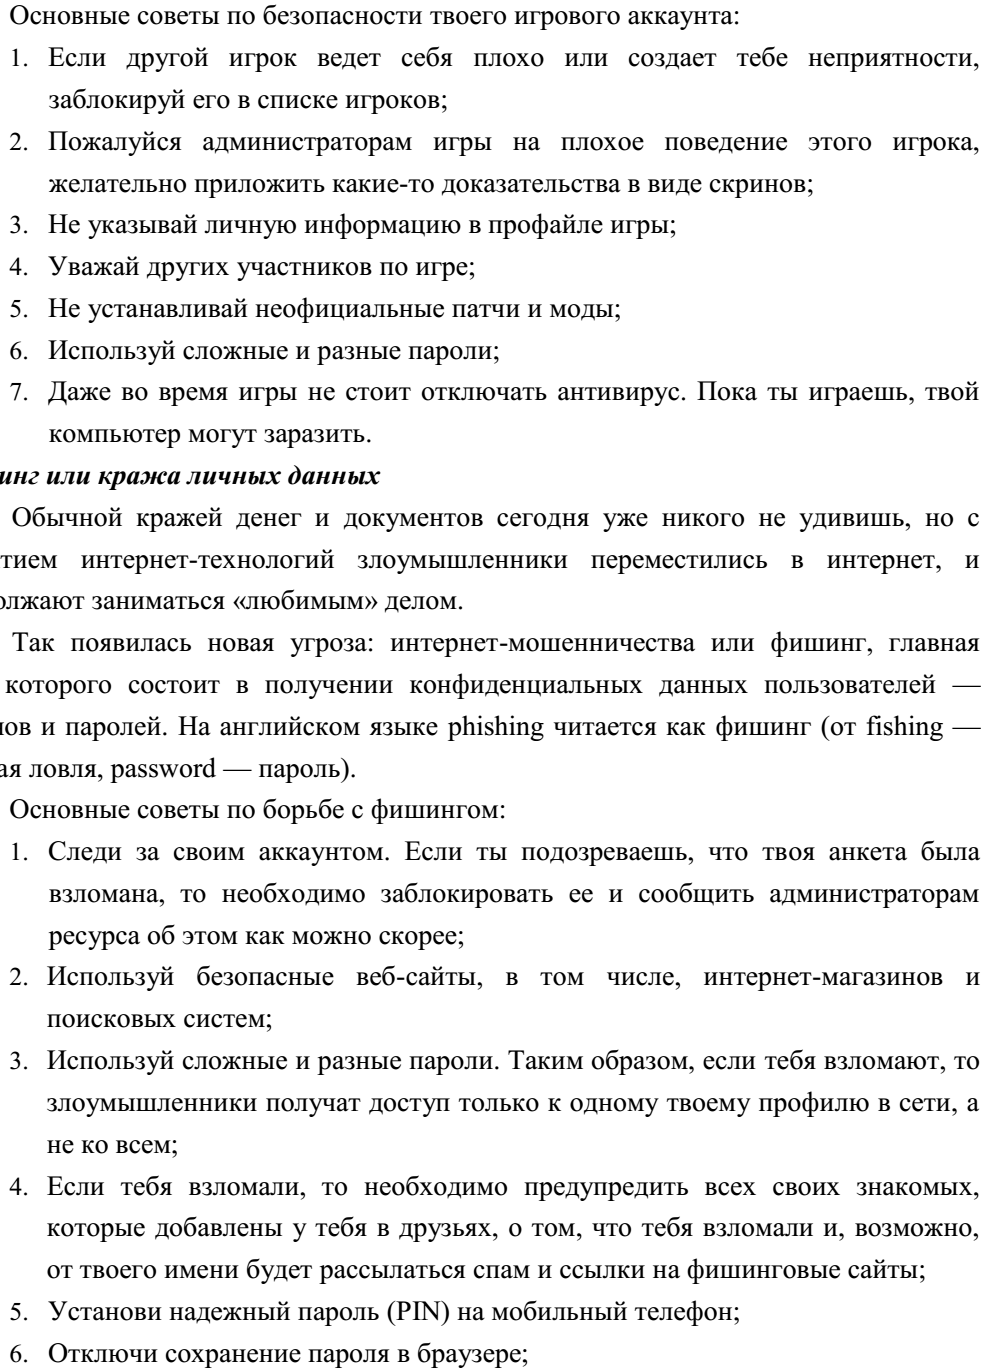 Основные советы по безопасности твоего игрового аккаунта:
1. Если другой игрок ведет себя плохо или создает тебе неприятности,
заблокируй его в списке игроков;
2. Пожалуйся администраторам игры на плохое поведение этого игрока,
желательно приложить какие-то доказательства в виде скринов;
3. Не указывай личную информацию в профайле игры;
4. Уважай других участников по игре;
5. Не устанавливай неофициальные патчи и моды;
6. Используй сложные и разные пароли;
7. Даже во время игры не стоит отключать антивирус. Пока ты играешь, твой
компьютер могут заразить.
инг или кража личных данных
Обычной кражей денег и документов сегодня уже никого не удивишь, но с
тием интернет-технологий злоумышленники переместились в интернет, и
олжают заниматься «любимым» делом.
Так появилась новая угроза: интернет-мошенничества или фишинг, главная
которого состоит в получении конфиденциальных данных пользователей —
нов и паролей. На английском языке phishing читается как фишинг (от fishing —
ая ловля, password — пароль).
Основные советы по борьбе с фишингом:
1. Следи за своим аккаунтом. Если ты подозреваешь, что твоя анкета была
взломана, то необходимо заблокировать ее и сообщить администраторам
ресурса об этом как можно скорее;
2. Используй безопасные веб-сайты, в том числе, интернет-магазинов и
поисковых систем;
3. Используй сложные и разные пароли. Таким образом, если тебя взломают, то
злоумышленники получат доступ только к одному твоему профилю в сети, а
не ко всем;
4. Если тебя взломали, то необходимо предупредить всех своих знакомых,
которые добавлены у тебя в друзьях, о том, что тебя взломали и, возможно,
от твоего имени будет рассылаться спам и ссылки на фишинговые сайты;
5. Установи надежный пароль (PIN) на мобильный телефон;
6. Отключи сохранение пароля в браузере;